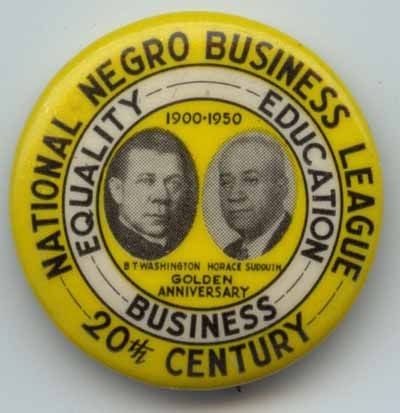 NATIONAL NEGRO BUSINESS LEAGUE
20th CENTURY
EQUALITY
EDUCATION
BUSINESS
1900-1950
B T WASHINGTON HORACE SUDDUTH
GOLDEN
ANNIVERSARY